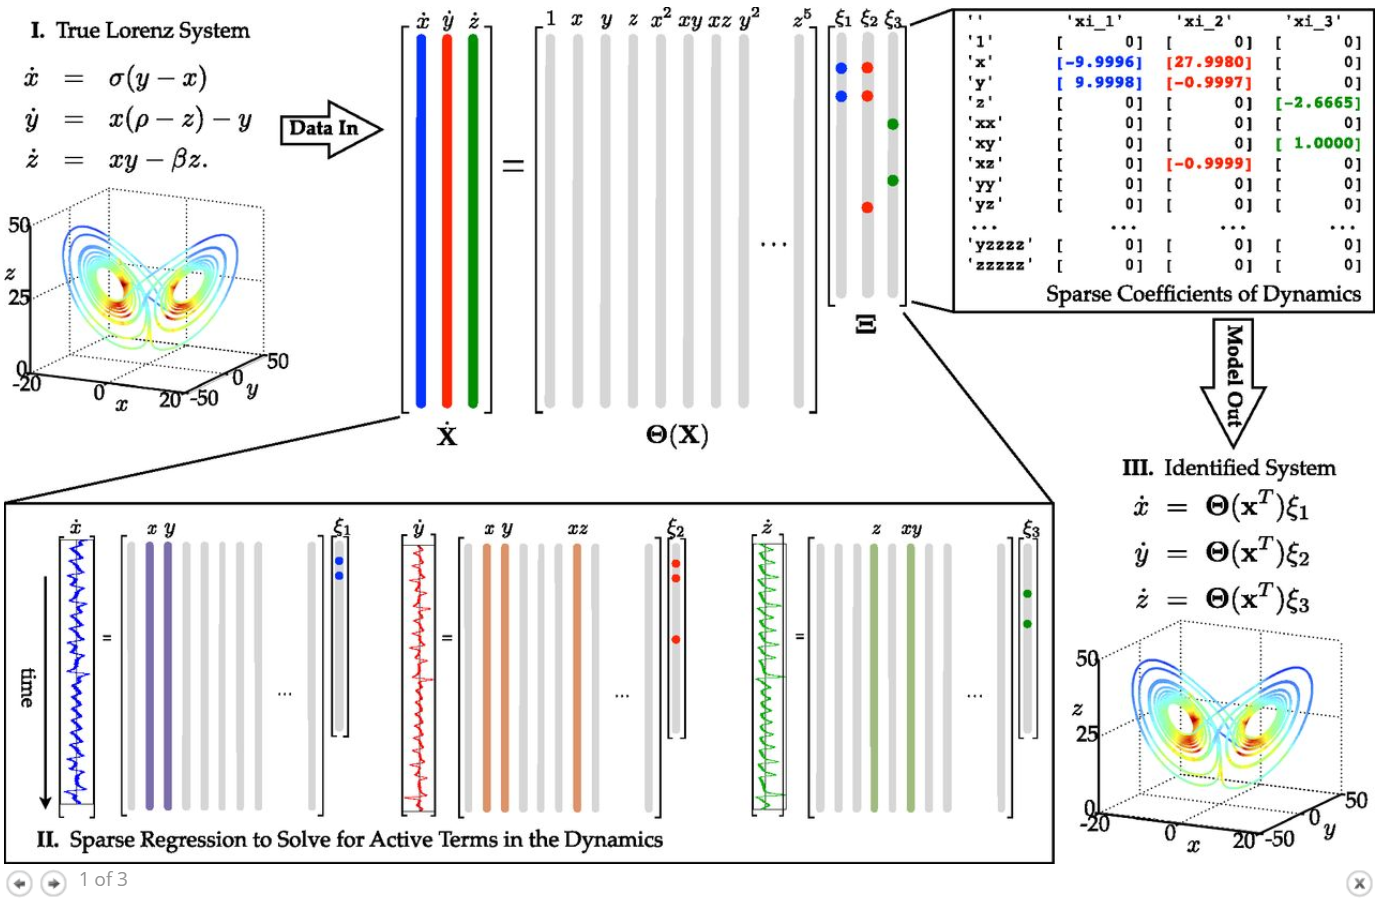 I. True Lorenz System
ẋ = σ(y − x)
ẏ = x(ρ − z) − y
ż = xy − βz.
50
z
25
0
-20
0
x
20
-50
0
y
50
Data In
ẋ ẏ ż
Ẋ
=
1 x y z x² xy xz y² z⁵
...
Θ(X)
ξ₁ ξ₂ ξ₃
Ξ
' ' 'xi_1' 'xi_2' 'xi_3'
'1' [ 0] [ 0] [ 0]
'x' [-9.9996] [27.9980] [ 0]
'y' [ 9.9998] [-0.9997] [ 0]
'z' [ 0] [ 0] [-2.6665]
'xx' [ 0] [ 0] [ 0]
'xy' [ 0] [ 0] [ 1.0000]
'xz' [ 0] [-0.9999] [ 0]
'yy' [ 0] [ 0] [ 0]
'yz' [ 0] [ 0] [ 0]
... ... ... ...
'yzzzz' [ 0] [ 0] [ 0]
'zzzzz' [ 0] [ 0] [ 0]
Sparse Coefficients of Dynamics
Model Out
time
ẋ = x y ... ξ₁
ẏ = x y xz ... ξ₂
ż = z xy ... ξ₃
II. Sparse Regression to Solve for Active Terms in the Dynamics
III. Identified System
ẋ = Θ(xᵀ)ξ₁
ẏ = Θ(xᵀ)ξ₂
ż = Θ(xᵀ)ξ₃
50
z
25
0
-20
0
x
20
-50
0
y
50
1 of 3